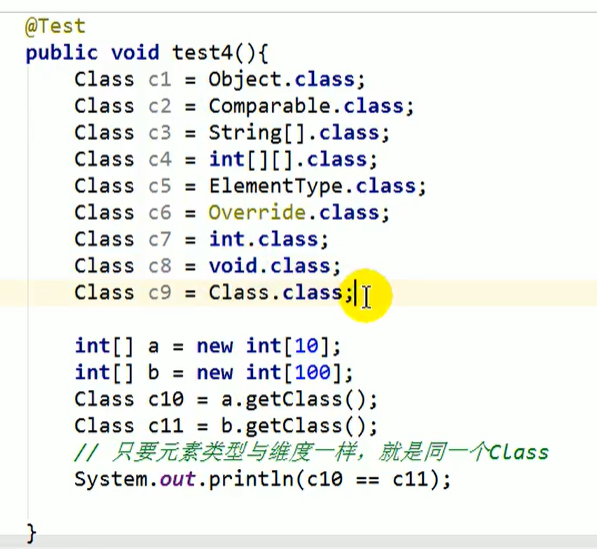 @Test
public void test4(){
Class c1 = Object.class;
Class c2 = Comparable.class;
Class c3 = String[].class;
Class c4 = int[][].class;
Class c5 = ElementType.class;
Class c6 = Override.class;
Class c7 = int.class;
Class c8 = void.class;
Class c9 = Class.class;
int[] a = new int[10];
int[] b = new int[100];
Class c10 = a.getClass();
Class c11 = b.getClass();
// 只要元素类型与维度一样，就是同一个Class
System.out.println(c10 == c11);
}